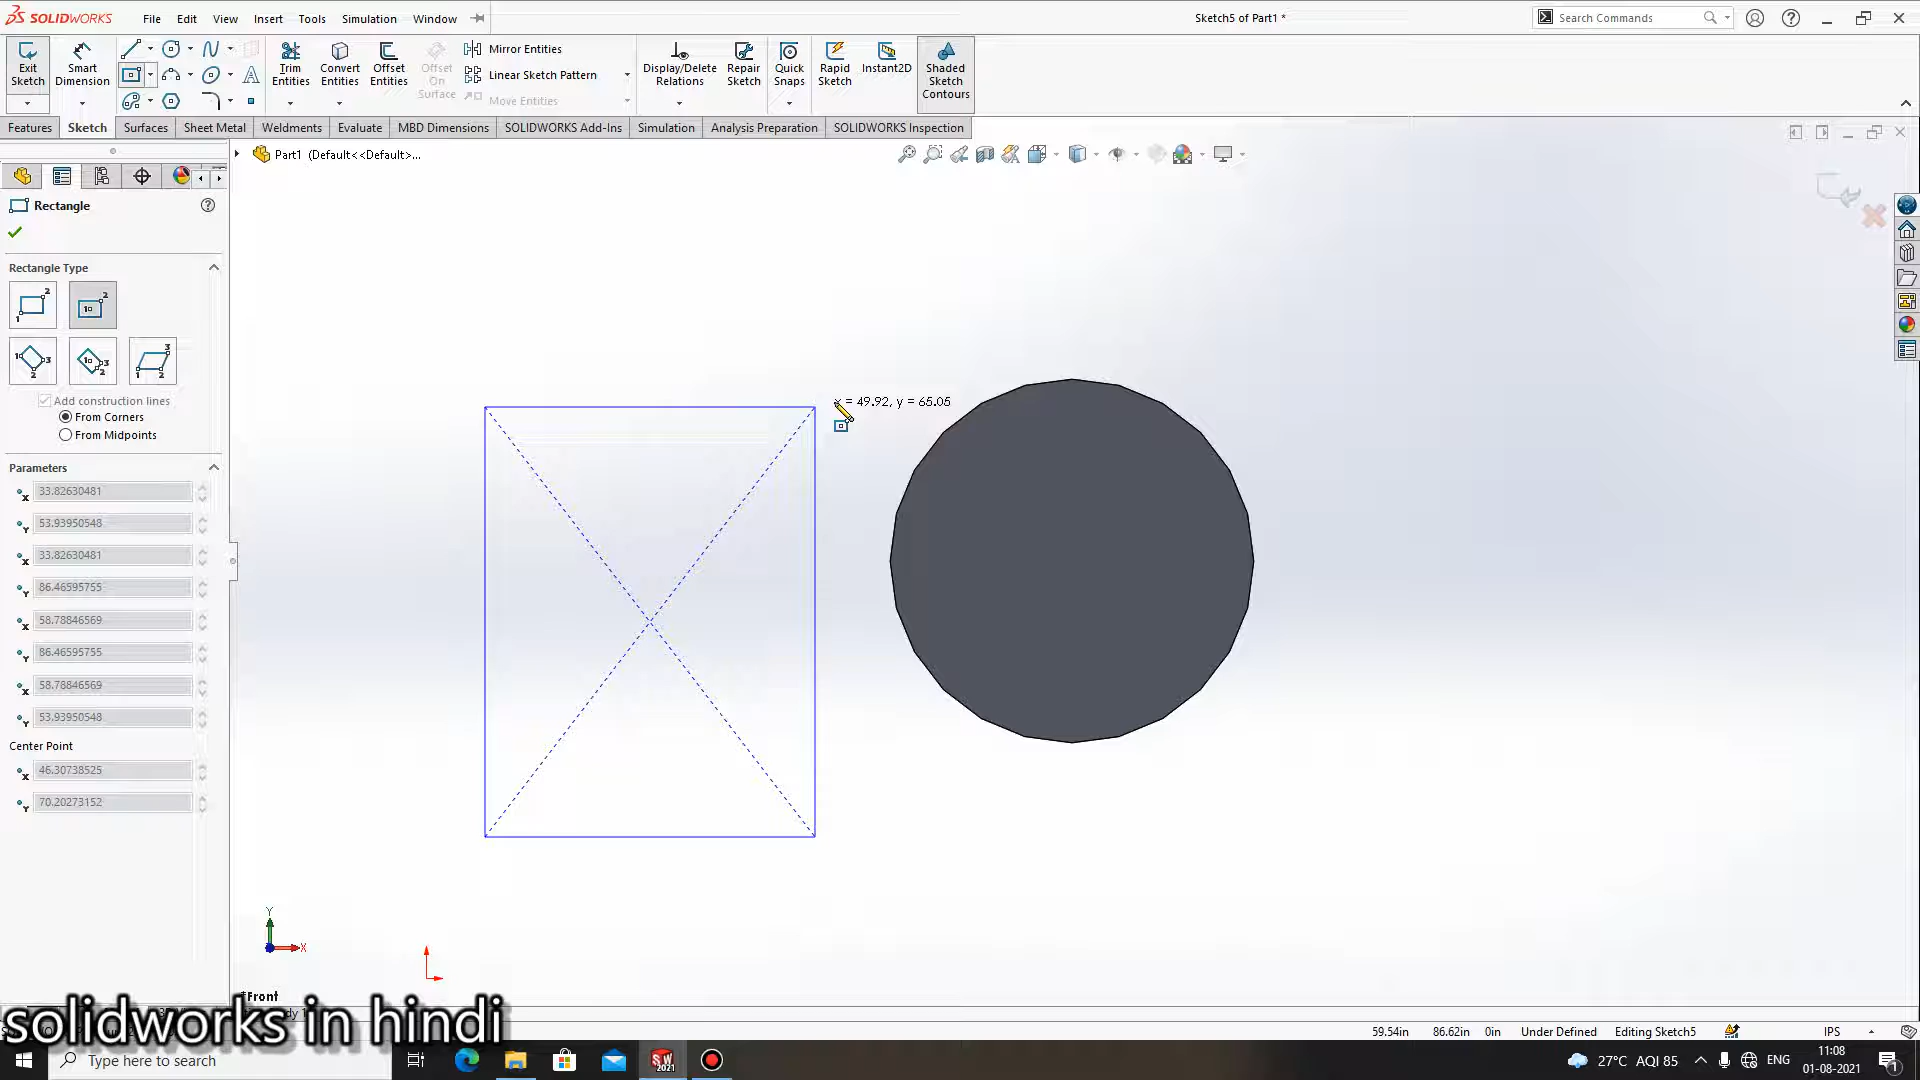 SOLIDWORKS
File Edit View Insert Tools Simulation Window
Sketch5 of Part1 *
Search Commands
Exit Sketch
Smart Dimension
Trim Entities
Convert Entities
Offset Entities
Offset On Surface
Mirror Entities
Linear Sketch Pattern
Move Entities
Display/Delete Relations
Repair Sketch
Quick Snaps
Rapid Sketch
Instant2D
Shaded Sketch Contours
Features Sketch Surfaces Sheet Metal Weldments Evaluate MBD Dimensions SOLIDWORKS Add-Ins Simulation Analysis Preparation SOLIDWORKS Inspection
Part1 (Default<<Default>...
Rectangle
Rectangle Type
Add construction lines
From Corners
From Midpoints
Parameters
33.82630481
53.93950548
33.82630481
86.46595755
58.78846569
86.46595755
58.78846569
53.93950548
Center Point
46.30738525
70.20273152
x = 49.92, y = 65.05
Y
X
*Front
solidworks in hindi
59.54in 86.62in 0in Under Defined Editing Sketch5 IPS
Type here to search
SW 2021
27°C AQI 85
ENG
11:08
01-08-2021
1